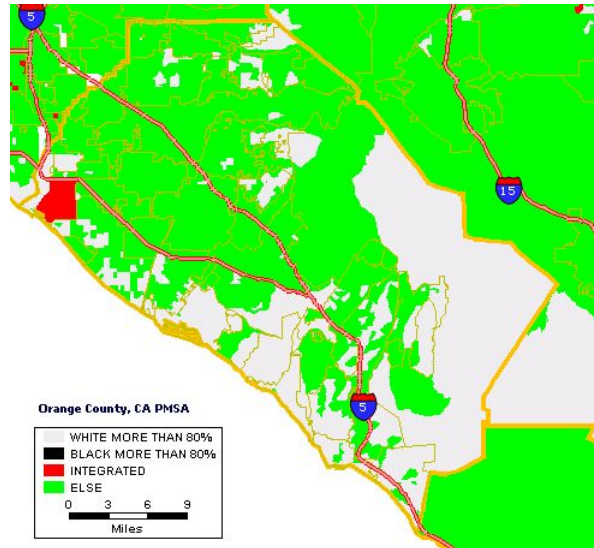 5
15
5
Orange County, CA PMSA
WHITE MORE THAN 80%
BLACK MORE THAN 80%
INTEGRATED
ELSE
0 3 6 9
Miles